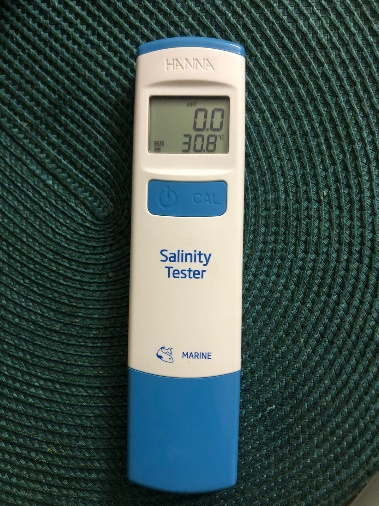 HANNA
0.0
30.8°C
CAL
Salinity
Tester
MARINE